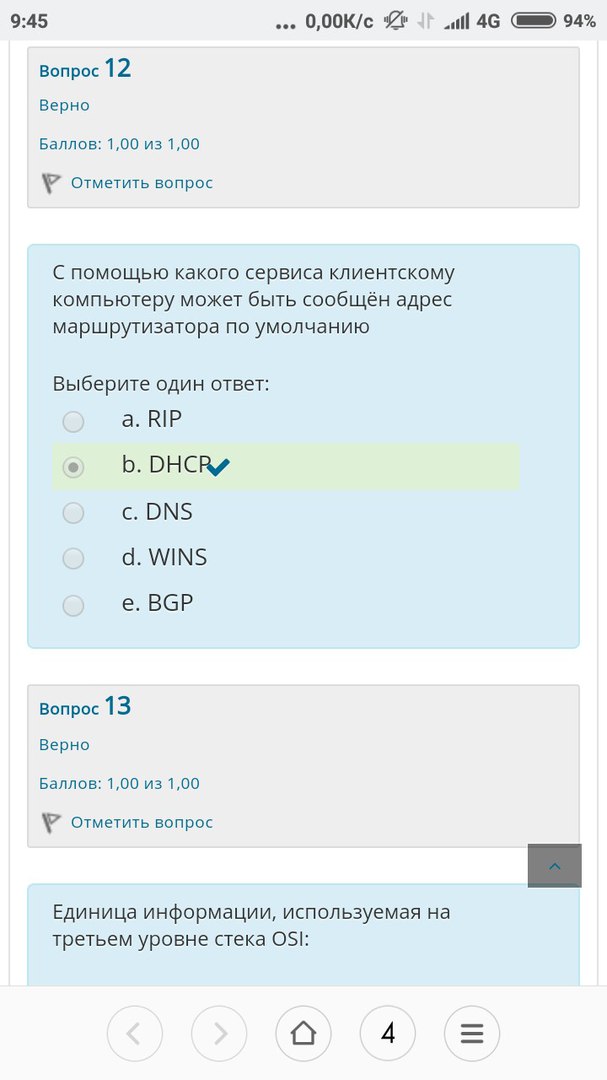 9:45 ... 0,00K/c 4G 94%
Вопрос 12
Верно
Баллов: 1,00 из 1,00
Отметить вопрос
С помощью какого сервиса клиентскому
компьютеру может быть сообщён адрес
маршрутизатора по умолчанию
Выберите один ответ:
a. RIP
b. DHCP
c. DNS
d. WINS
e. BGP
Вопрос 13
Верно
Баллов: 1,00 из 1,00
Отметить вопрос
Единица информации, используемая на
третьем уровне стека OSI:
4